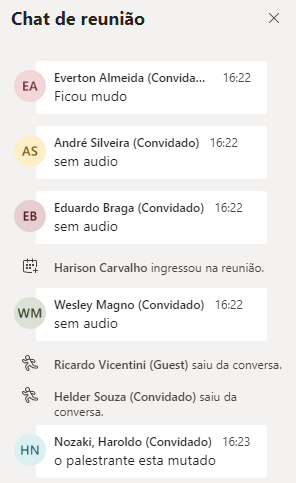 Chat de reunião
Everton Almeida (Convida... 16:22
EA
Ficou mudo
André Silveira (Convidado) 16:22
AS
sem audio
Eduardo Braga (Convidado) 16:22
EB
sem audio
Harison Carvalho ingressou na reunião.
Wesley Magno (Convidado) 16:22
WM
sem audio
Ricardo Vicentini (Guest) saiu da conversa.
Helder Souza (Convidado) saiu da
conversa.
Nozaki, Haroldo (Convidado) 16:23
HN
o palestrante esta mutado